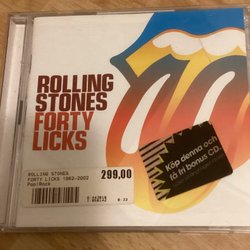 ROLLING
STONES
FORTY
LICKS
ROLLING STONES
FORTY LICKS 1962-2002
Pop/Rock
299,00
Köp denna och
få fri bonus CD.